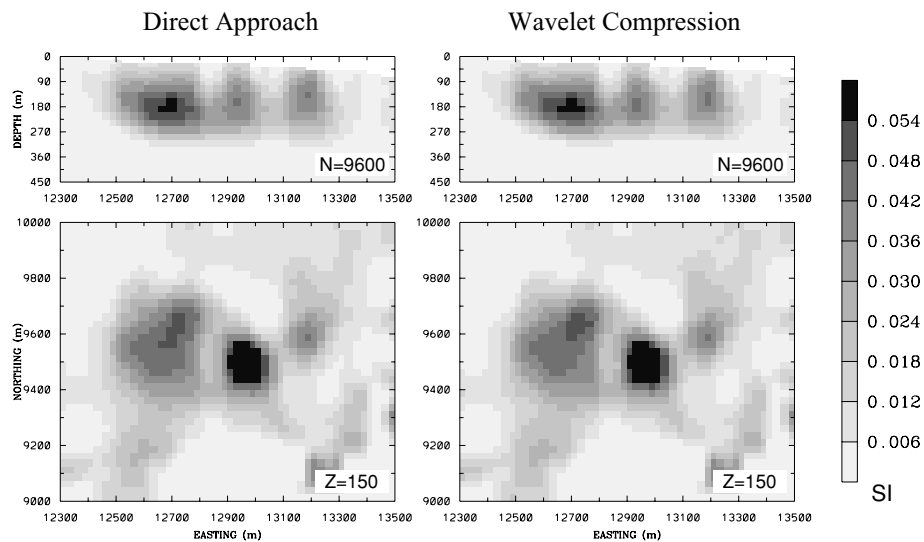 Direct Approach
Wavelet Compression
0
90
180
270
360
450
DEPTH (m)
N=9600
12300 12500 12700 12900 13100 13300 13500
0
90
180
270
360
450
N=9600
12300 12500 12700 12900 13100 13300 13500
10000
9800
9600
9400
9200
9000
NORTHING (m)
Z=150
12300 12500 12700 12900 13100 13300 13500
EASTING (m)
10000
9800
9600
9400
9200
9000
Z=150
12300 12500 12700 12900 13100 13300 13500
EASTING (m)
0.054
0.048
0.042
0.036
0.030
0.024
0.018
0.012
0.006
SI